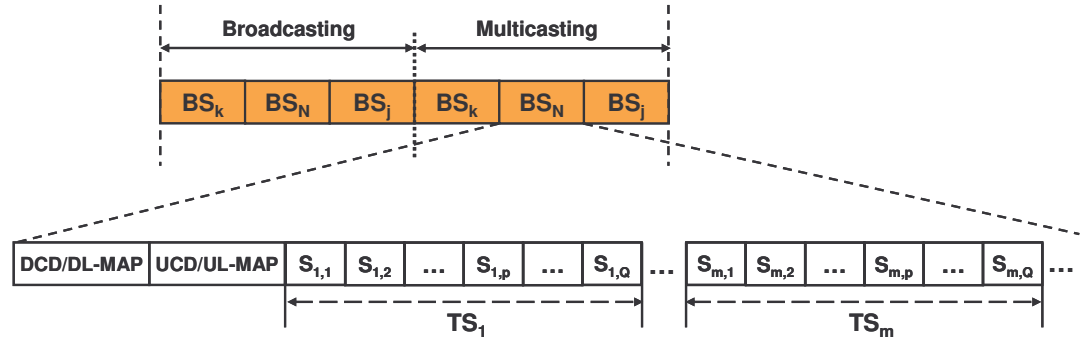 Broadcasting Multicasting
BSk BSN BSj BSk BSN BSj
DCD/DL-MAP UCD/UL-MAP S1,1 S1,2 ... S1,p ... S1,Q ... Sm,1 Sm,2 ... Sm,p ... Sm,Q ...
TS1 TSm